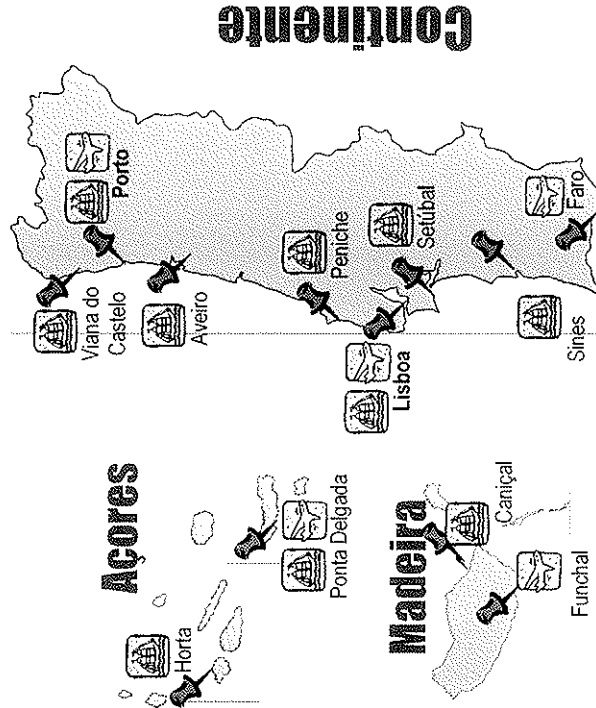 Continente
Viana do
Castelo
Porto
Aveiro
Peniche
Lisboa
Setúbal
Sines
Faro
Açores
Horta
Ponta Delgada
Madeira
Caniçal
Funchal